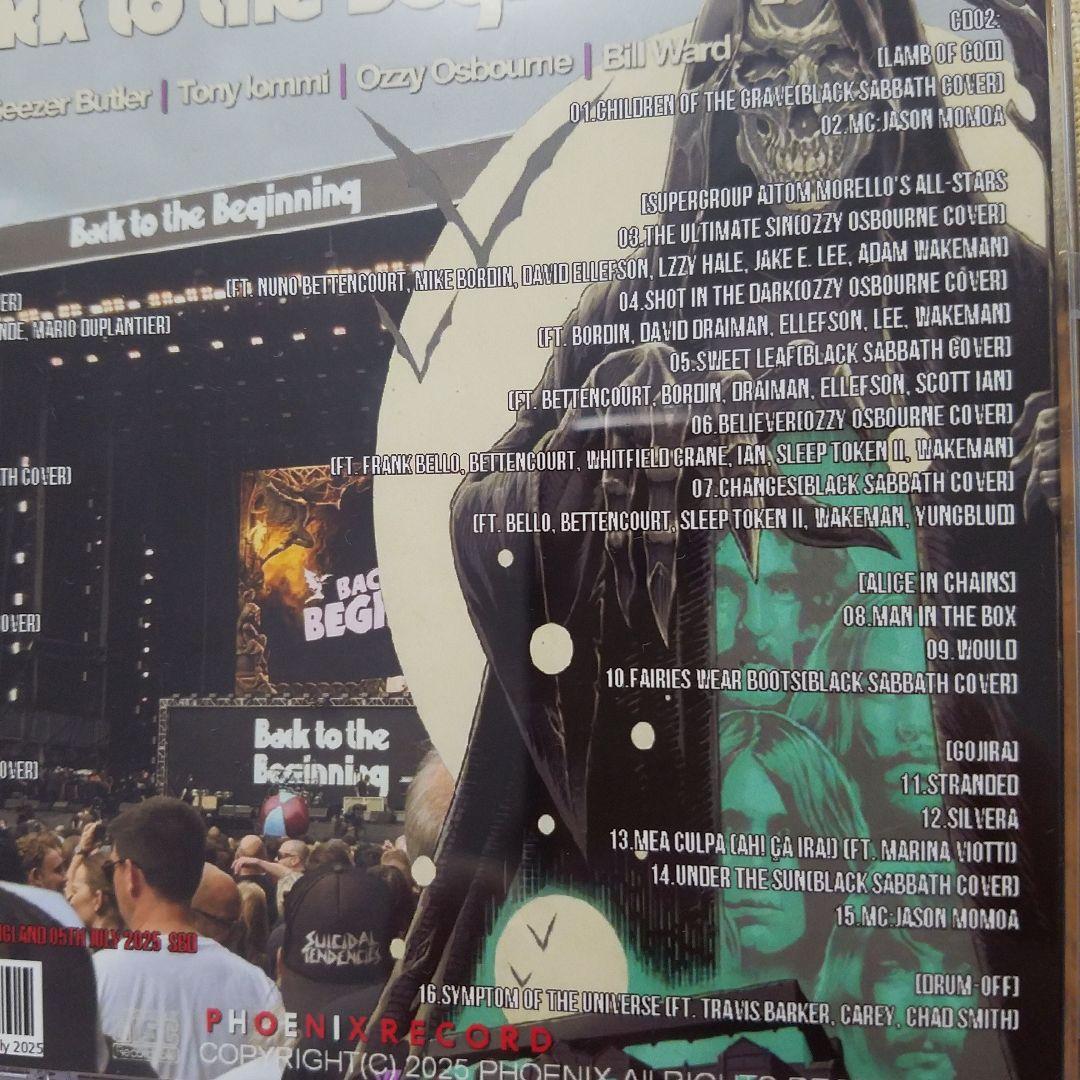 Back to the Beginning
Geezer Butler | Tony Iommi | Ozzy Osbourne | Bill Ward
CD02:
[LAMB OF GOD]
01.CHILDREN OF THE GRAVE(BLACK SABBATH COVER)
02.MC:JASON MOMOA
[SUPERGROUP A]TOM MORELLO'S ALL-STARS
03.THE ULTIMATE SIN(OZZY OSBOURNE COVER)
(FT. NUNO BETTENCOURT, MIKE BORDIN, DAVID ELLEFSON, LZZY HALE, JAKE E. LEE, ADAM WAKEMAN)
04.SHOT IN THE DARK(OZZY OSBOURNE COVER)
(FT. BORDIN, DAVID DRAIMAN, ELLEFSON, LEE, WAKEMAN)
05.SWEET LEAF(BLACK SABBATH COVER)
(FT. BETTENCOURT, BORDIN, DRAIMAN, ELLEFSON, SCOTT IAN)
06.BELIEVER(OZZY OSBOURNE COVER)
(FT. FRANK BELLO, BETTENCOURT, WHITFIELD CRANE, IAN, SLEEP TOKEN II, WAKEMAN)
07.CHANGES(BLACK SABBATH COVER)
(FT. BELLO, BETTENCOURT, SLEEP TOKEN II, WAKEMAN, YUNGBLUD)
[ALICE IN CHAINS]
08.MAN IN THE BOX
09.WOULD
10.FAIRIES WEAR BOOTS(BLACK SABBATH COVER)
[GOJIRA]
11.STRANDED
12.SILVERA
13.MEA CULPA (AH! ÇA IRA!) (FT. MARINA VIOTTI)
14.UNDER THE SUN(BLACK SABBATH COVER)
15.MC:JASON MOMOA
[DRUM-OFF]
16.SYMPTOM OF THE UNIVERSE (FT. TRAVIS BARKER, CAREY, CHAD SMITH)
Back to the Beginning
ER)
NDE, MARIO DUPLANTIER)
TH COVER)
OVER)
OVER)
BAC
BEGI
Back to the
Beginning
SUICIDAL
TENDENCIES
GLAND 05TH JULY 2025 SBD
ly 2025
PHOENIXRECORD
COPYRIGHT(C) 2025 PHOENIX